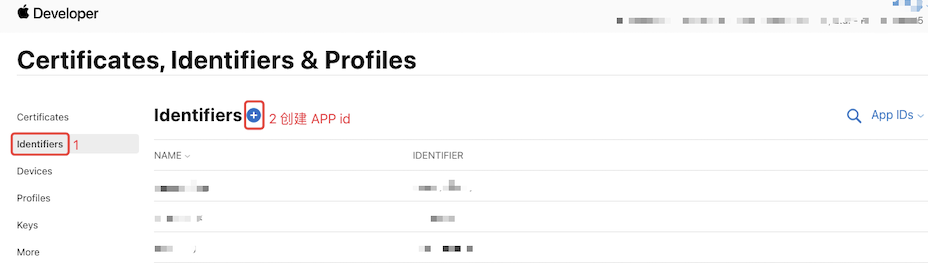 Developer
Certificates, Identifiers & Profiles
Certificates
Identifiers 1
Devices
Profiles
Keys
More
Identifiers 2 创建 APP id
App IDs
NAME IDENTIFIER